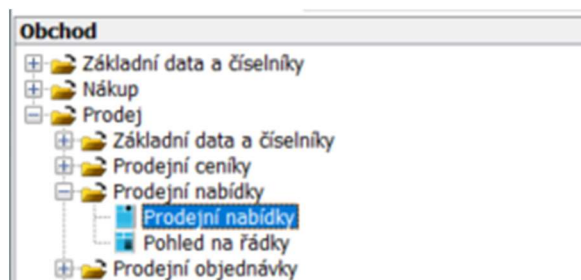 Obchod
Základní data a číselníky
Nákup
Prodej
Základní data a číselníky
Prodejní ceníky
Prodejní nabídky
Prodejní nabídky
Pohled na řádky
Prodejní objednávky